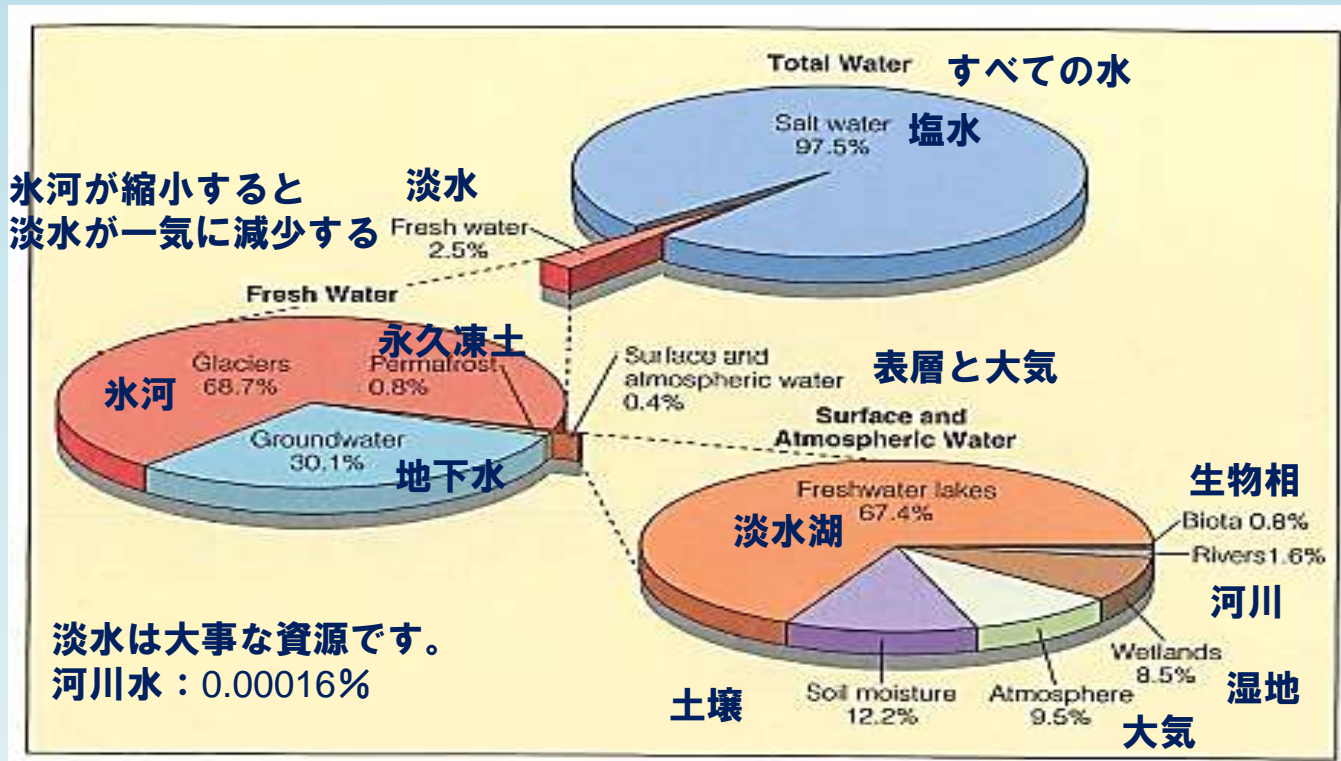 Total Water すべての水
Salt water 塩水
97.5%
氷河が縮小すると
淡水が一気に減少する
淡水
Fresh water
2.5%
Fresh Water
Glaciers
68.7%
氷河
永久凍土
Permafrost
0.8%
Groundwater
30.1%
地下水
Surface and
atmospheric water
0.4%
表層と大気
Surface and
Atmospheric Water
Freshwater lakes
67.4%
淡水湖
生物相
Biota 0.8%
Rivers1.6%
河川
Wetlands
8.5%
湿地
Atmosphere
9.5%
大気
Soil moisture
12.2%
土壌
淡水は大事な資源です。
河川水：0.00016%